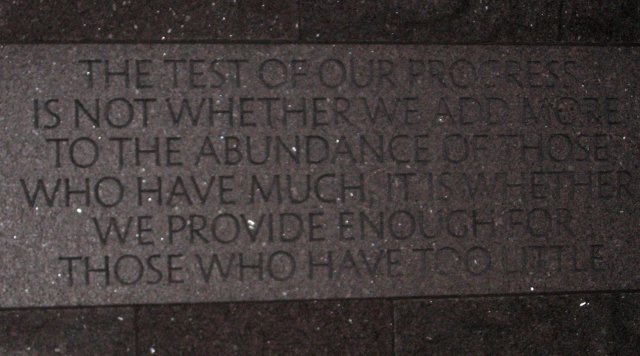 THE TEST OF OUR PROGRESS
IS NOT WHETHER WE ADD MORE
TO THE ABUNDANCE OF THOSE
WHO HAVE MUCH, IT IS WHETHER
WE PROVIDE ENOUGH FOR
THOSE WHO HAVE TOO LITTLE